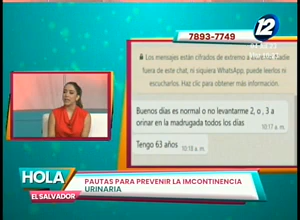 7893-7749
12
Los mensajes están cifrados de extremo a extremo. Nadie
fuera de este chat, ni siquiera WhatsApp, puede leerlos ni
escucharlos. Haz clic para obtener más información.
Buenos días es normal o no levantarme 2, o , 3 a
orinar en la madrugada todo los días
10:17 a.m.
Tengo 63 años
10:18 a.m.
HOLA
EL SALVADOR
PAUTAS PARA PREVENIR LA IMCONTINENCIA
URINARIA